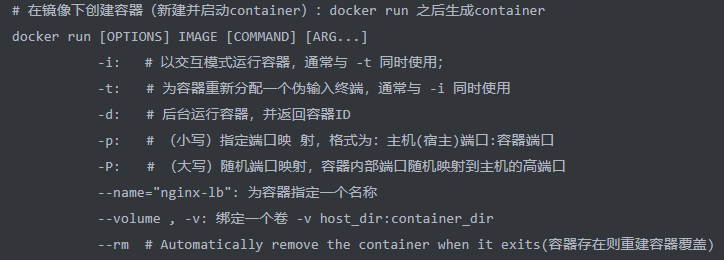 # 在镜像下创建容器（新建并启动container）：docker run 之后生成container
docker run [OPTIONS] IMAGE [COMMAND] [ARG...]
-i:   # 以交互模式运行容器，通常与 -t 同时使用；
-t:   # 为容器重新分配一个伪输入终端，通常与 -i 同时使用
-d:   # 后台运行容器，并返回容器ID
-p:   # （小写）指定端口映 射，格式为：主机(宿主)端口:容器端口
-P:   # （大写）随机端口映射，容器内部端口随机映射到主机的高端口
--name="nginx-lb": 为容器指定一个名称
--volume , -v: 绑定一个卷 -v host_dir:container_dir
--rm  # Automatically remove the container when it exits(容器存在则重建容器覆盖)